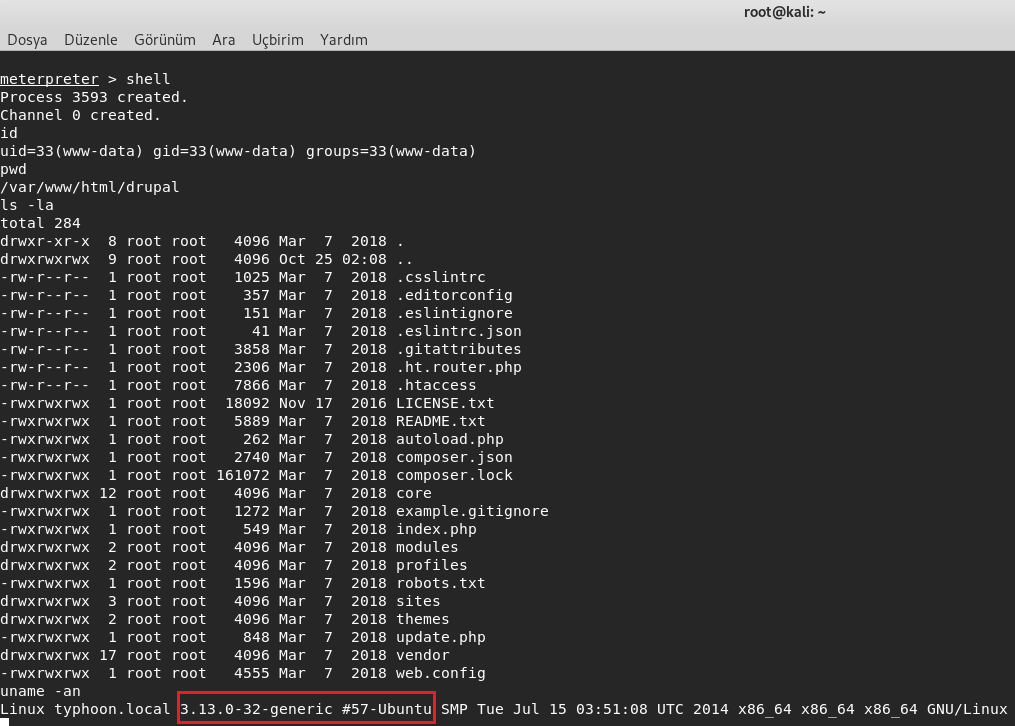 root@kali: ~
Dosya Düzenle Görünüm Ara Uçbirim Yardım
meterpreter > shell
Process 3593 created.
Channel 0 created.
id
uid=33(www-data) gid=33(www-data) groups=33(www-data)
pwd
/var/www/html/drupal
ls -la
total 284
drwxr-xr-x  8 root root   4096 Mar  7  2018 .
drwxrwxrwx  9 root root   4096 Oct 25 02:08 ..
-rw-r--r--  1 root root   1025 Mar  7  2018 .csslintrc
-rw-r--r--  1 root root    357 Mar  7  2018 .editorconfig
-rw-r--r--  1 root root    151 Mar  7  2018 .eslintignore
-rw-r--r--  1 root root     41 Mar  7  2018 .eslintrc.json
-rw-r--r--  1 root root   3858 Mar  7  2018 .gitattributes
-rw-r--r--  1 root root   2306 Mar  7  2018 .ht.router.php
-rw-r--r--  1 root root   7866 Mar  7  2018 .htaccess
-rwxrwxrwx  1 root root  18092 Nov 17  2016 LICENSE.txt
-rwxrwxrwx  1 root root   5889 Mar  7  2018 README.txt
-rwxrwxrwx  1 root root    262 Mar  7  2018 autoload.php
-rwxrwxrwx  1 root root   2740 Mar  7  2018 composer.json
-rwxrwxrwx  1 root root 161072 Mar  7  2018 composer.lock
drwxrwxrwx 12 root root   4096 Mar  7  2018 core
-rwxrwxrwx  1 root root   1272 Mar  7  2018 example.gitignore
-rwxrwxrwx  1 root root    549 Mar  7  2018 index.php
drwxrwxrwx  2 root root   4096 Mar  7  2018 modules
drwxrwxrwx  2 root root   4096 Mar  7  2018 profiles
-rwxrwxrwx  1 root root   1596 Mar  7  2018 robots.txt
drwxrwxrwx  3 root root   4096 Mar  7  2018 sites
drwxrwxrwx  2 root root   4096 Mar  7  2018 themes
-rwxrwxrwx  1 root root    848 Mar  7  2018 update.php
drwxrwxrwx 17 root root   4096 Mar  7  2018 vendor
-rwxrwxrwx  1 root root   4555 Mar  7  2018 web.config
uname -an
Linux typhoon.local 3.13.0-32-generic #57-Ubuntu SMP Tue Jul 15 03:51:08 UTC 2014 x86_64 x86_64 x86_64 GNU/Linux